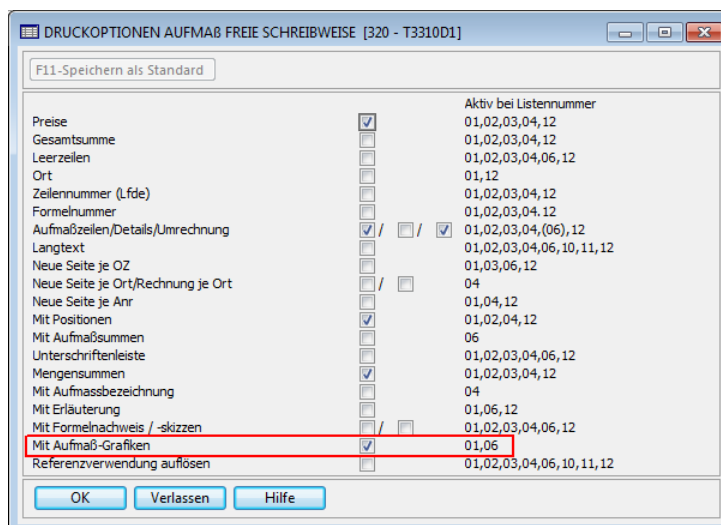 DRUCKOPTIONEN AUFMAß FREIE SCHREIBWEISE [320 - T3310D1]
F11-Speichern als Standard
Aktiv bei Listennummer
Preise 01,02,03,04,12
Gesamtsumme 01,02,03,04,12
Leerzeilen 01,02,03,04,06,12
Ort 01,12
Zeilennummer (Lfde) 01,02,03,04,12
Formelnummer 01,02,03,04.12
Aufmaßzeilen/Details/Umrechnung / / 01,02,03,04,(06),12
Langtext 01,02,03,04,06,10,11,12
Neue Seite je OZ 01,03,06,12
Neue Seite je Ort/Rechnung je Ort / 04
Neue Seite je Anr 01,04,12
Mit Positionen 01,02,04,12
Mit Aufmaßsummen 06
Unterschriftenleiste 01,02,03,04,06,12
Mengensummen 01,02,03,04,12
Mit Aufmassbezeichnung 04
Mit Erläuterung 01,06,12
Mit Formelnachweis / -skizzen / 01,02,03,04,06,12
Mit Aufmaß-Grafiken 01,06
Referenzverwendung auflösen 01,02,03,04,06,10,11,12
OK Verlassen Hilfe